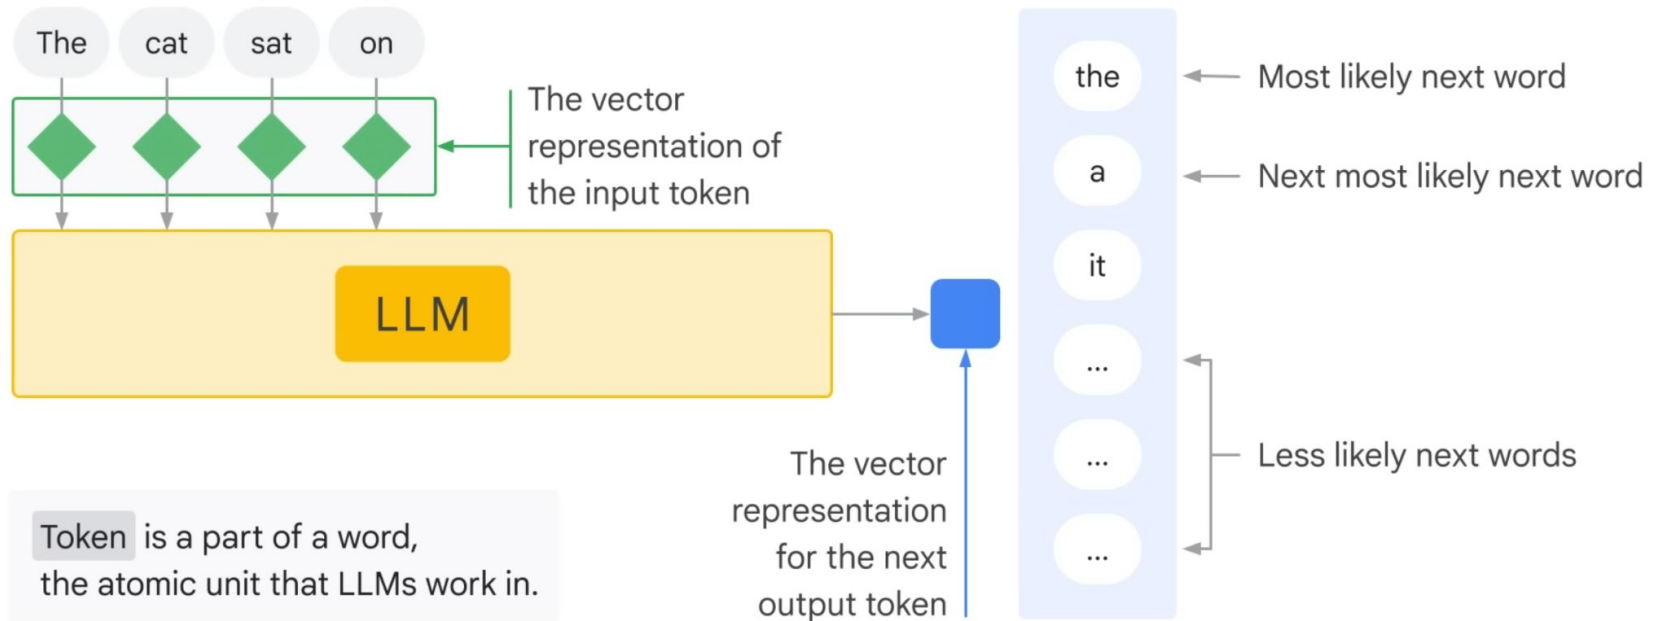 The cat sat on
The vector
representation of
the input token
LLM
Token is a part of a word,
the atomic unit that LLMs work in.
The vector
representation
for the next
output token
the
Most likely next word
a
Next most likely next word
it
...
...
Less likely next words
...